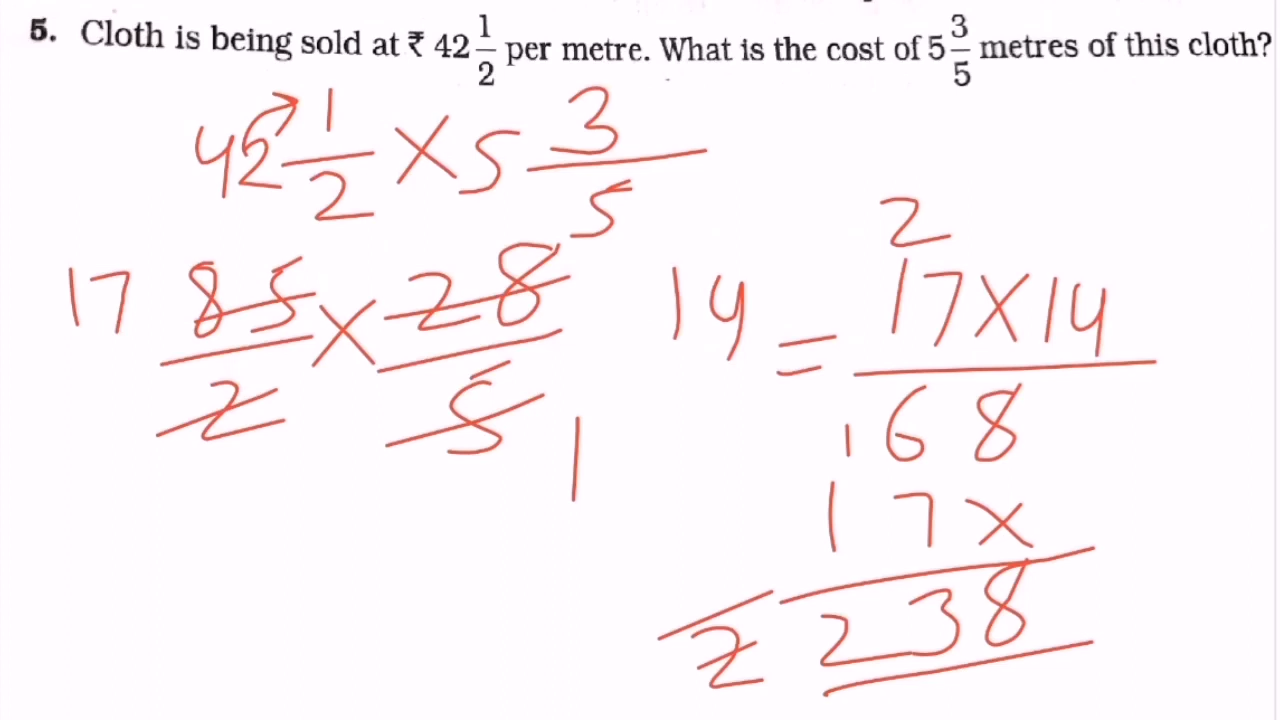 5. Cloth is being sold at ₹ 42 1/2 per metre. What is the cost of 5 3/5 metres of this cloth?
42 1/2 × 5 3/5
17 85/2 × 28/5 14 = 17 × 14
1
2
168
17×
₹ 238